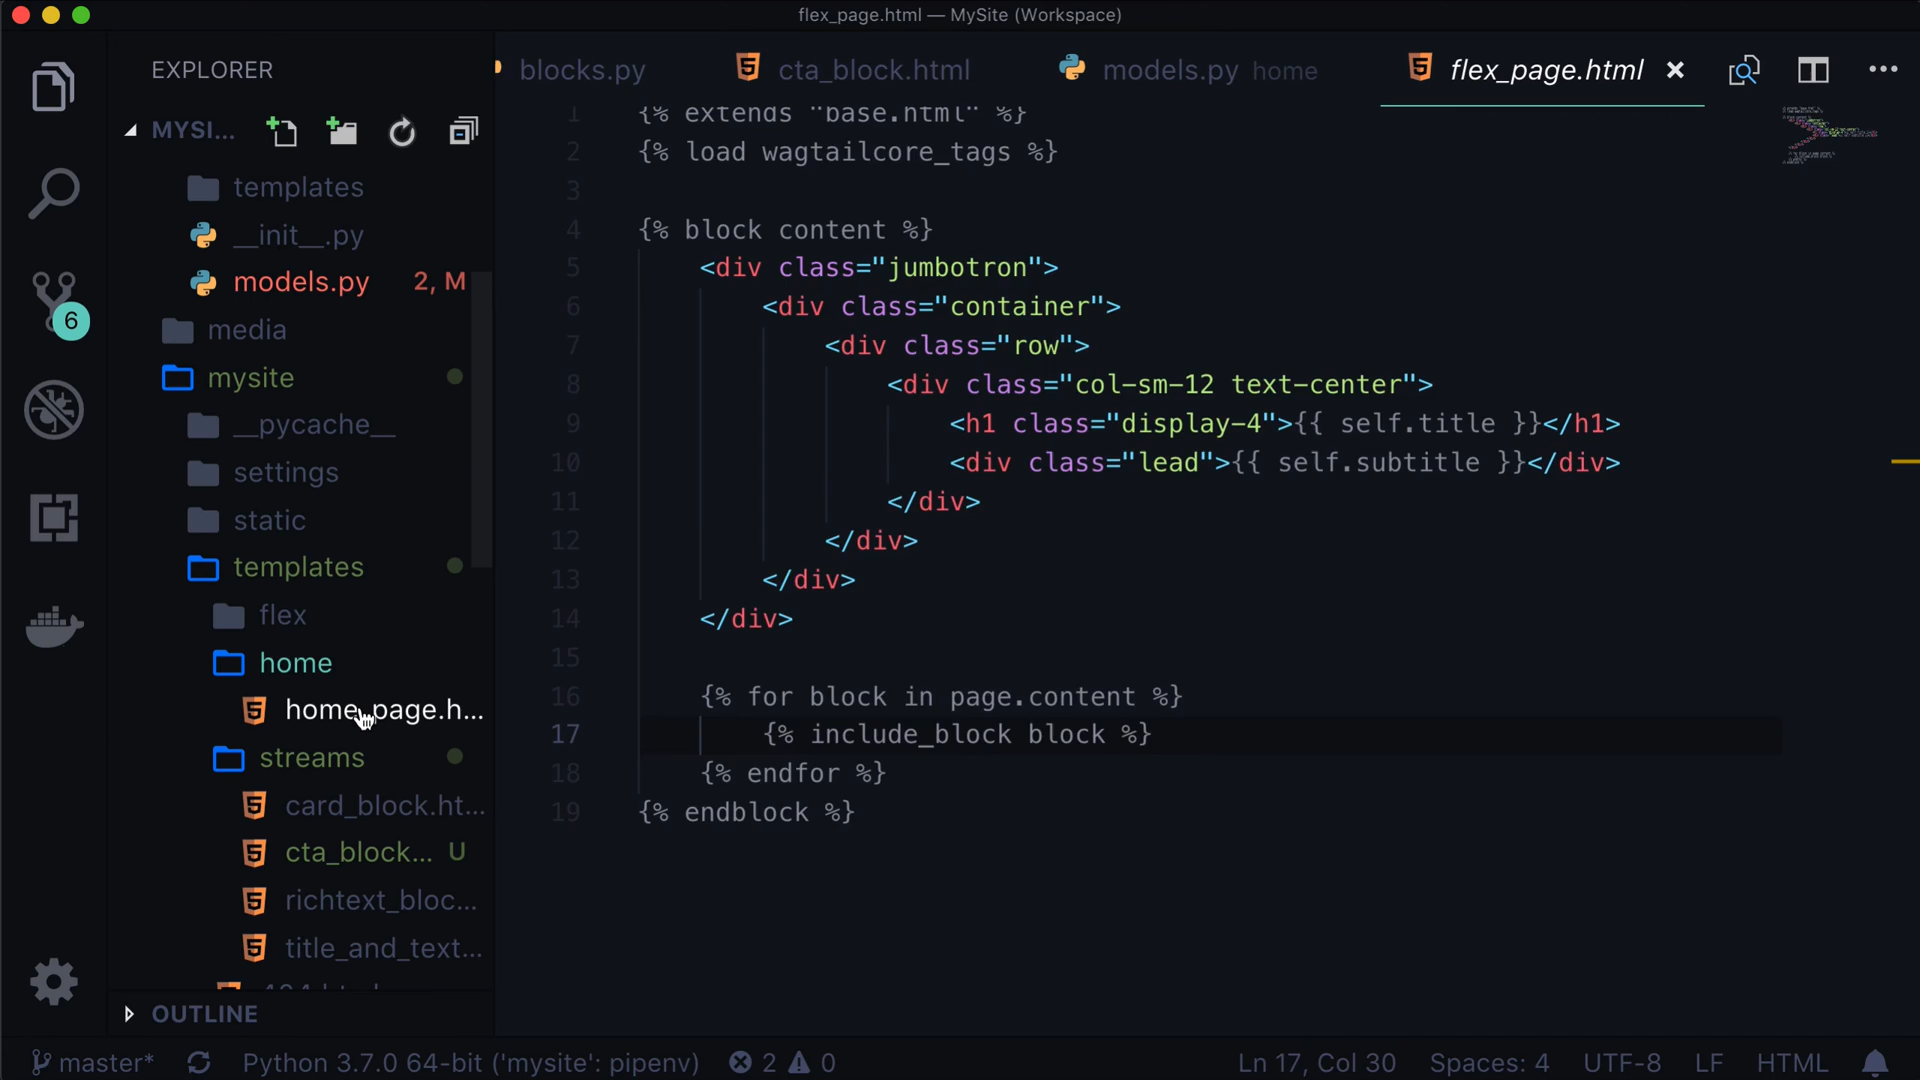 flex_page.html — MySite (Workspace)
EXPLORER
MYSI...
templates
__init__.py
models.py 2, M
media
mysite
__pycache__
settings
static
templates
flex
home
home_page.h...
streams
card_block.ht...
cta_block... U
richtext_bloc...
title_and_text...
OUTLINE
6
blocks.py
cta_block.html
models.py home
flex_page.html
1 {% extends "base.html" %}
2 {% load wagtailcore_tags %}
3
4 {% block content %}
5 <div class="jumbotron">
6 <div class="container">
7 <div class="row">
8 <div class="col-sm-12 text-center">
9 <h1 class="display-4">{{ self.title }}</h1>
10 <div class="lead">{{ self.subtitle }}</div>
11 </div>
12 </div>
13 </div>
14 </div>
15
16 {% for block in page.content %}
17 {% include_block block %}
18 {% endfor %}
19 {% endblock %}
master* Python 3.7.0 64-bit ('mysite': pipenv) 2 0 Ln 17, Col 30 Spaces: 4 UTF-8 LF HTML